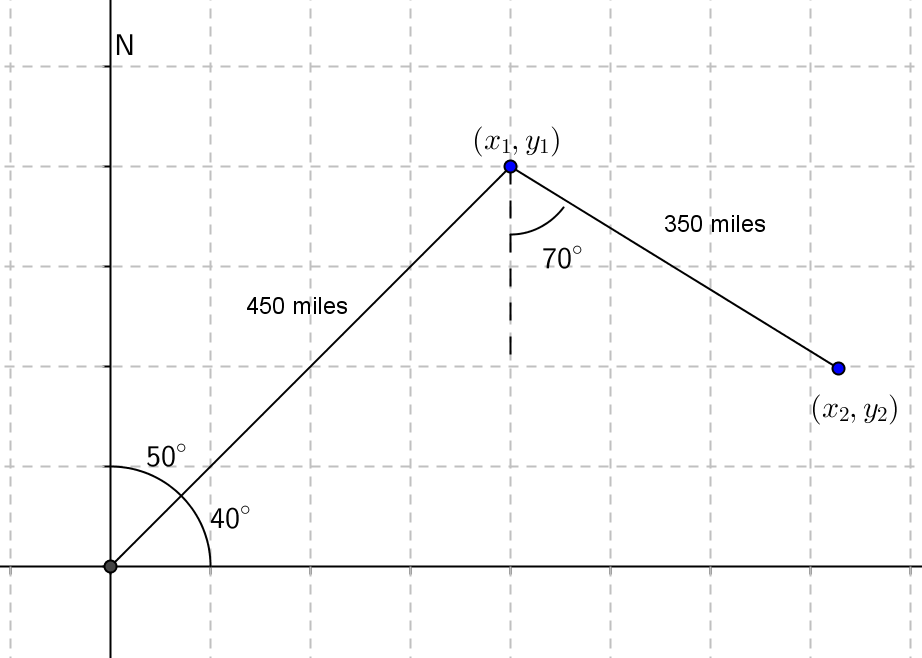 N
(x₁, y₁)
350 miles
70°
450 miles
(x₂, y₂)
50°
40°